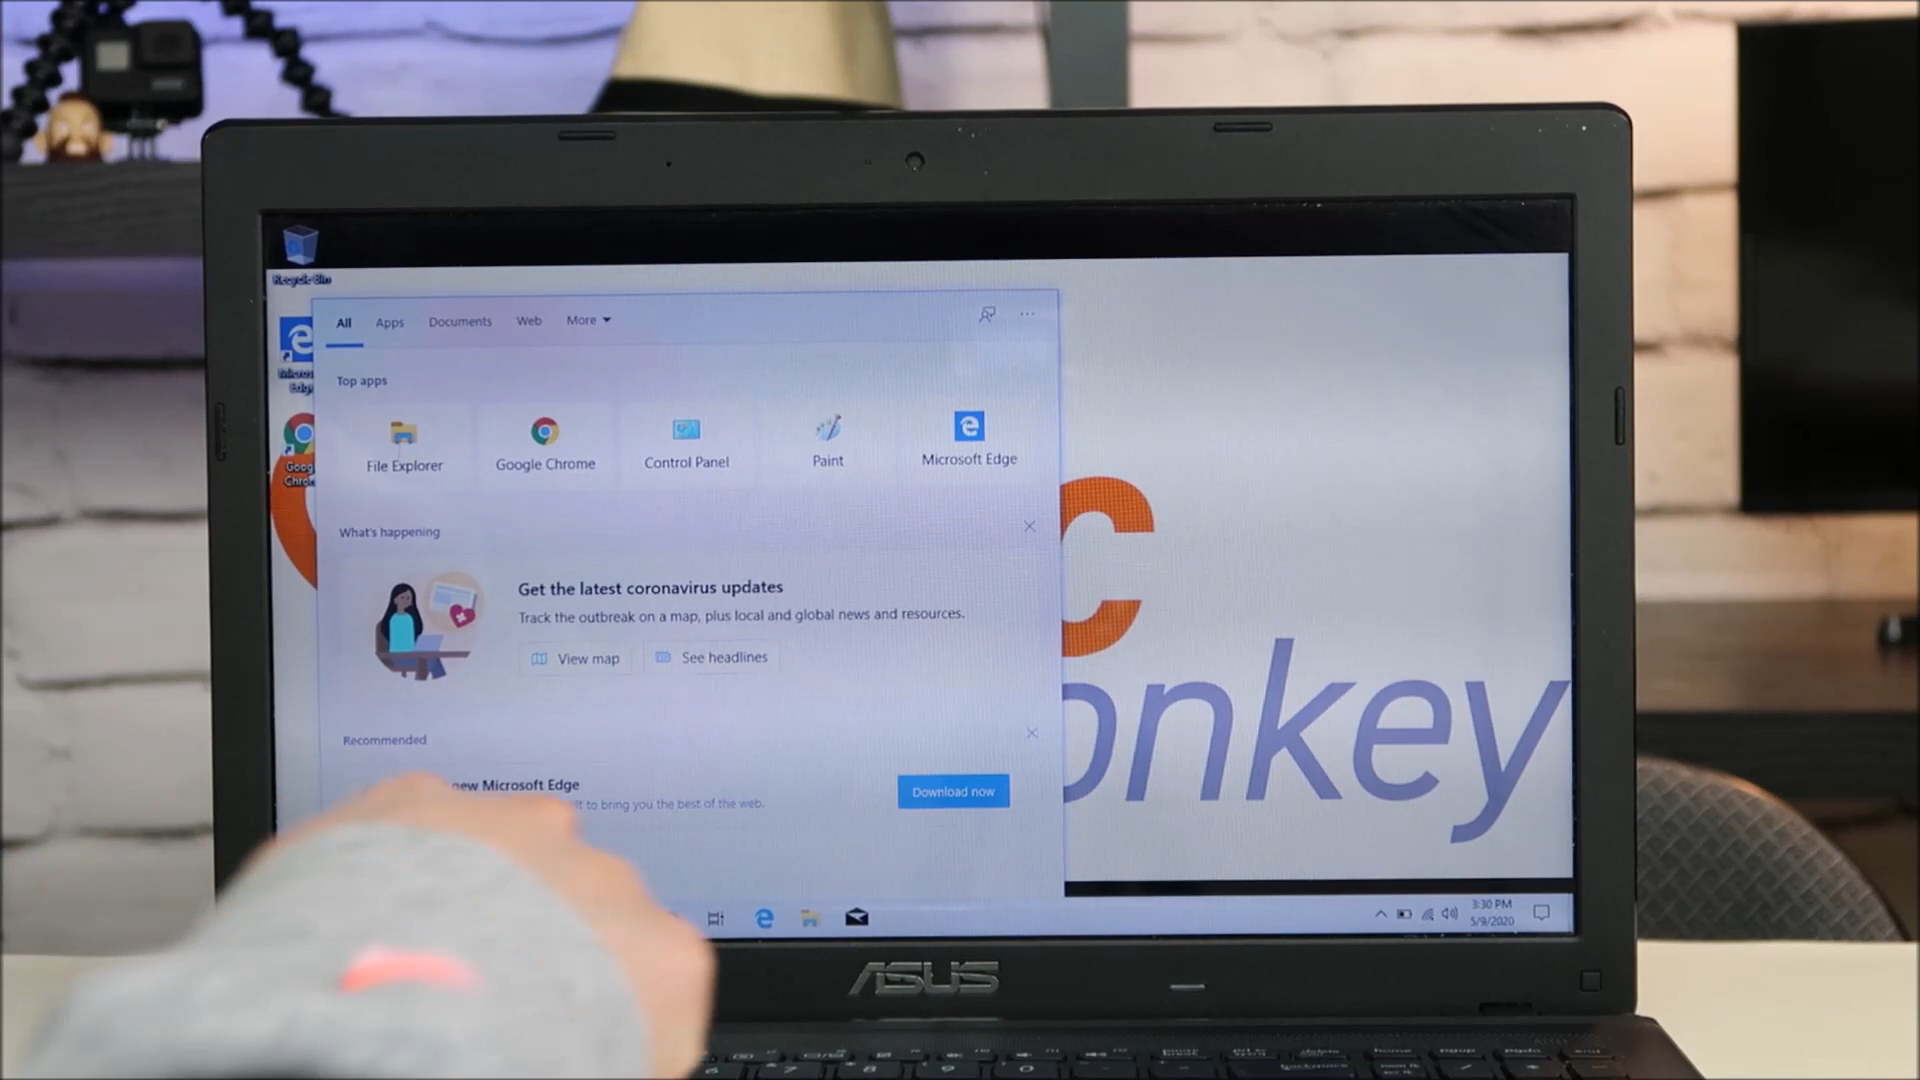 Recycle Bin
All
Apps
Documents
Web
More
Top apps
File Explorer
Google Chrome
Control Panel
Paint
Microsoft Edge
What's happening
Get the latest coronavirus updates
Track the outbreak on a map, plus local and global news and resources.
View map
See headlines
Recommended
new Microsoft Edge
to bring you the best of the web.
Download now
c
onkey
3:30 PM
5/9/2020
ASUS